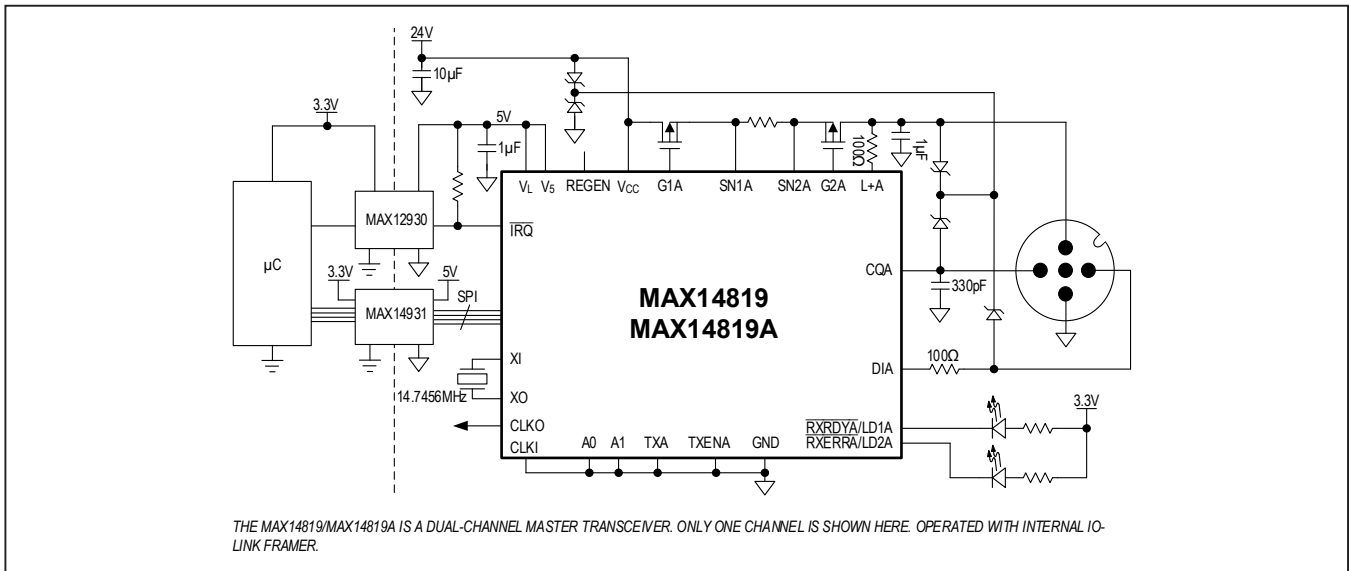 24V
10µF
3.3V
5V
1µF
100Ω
1µF
VL V5 REGEN VCC G1A SN1A SN2A G2A L+A
MAX12930
IRQ
µC
CQA
330pF
3.3V
5V
SPI
MAX14931
MAX14819
MAX14819A
XI
DIA
100Ω
14.7456MHz
XO
3.3V
CLKO
RXRDYA/LD1A
CLKI
A0 A1 TXA TXENA GND
RXERRA/LD2A
THE MAX14819/MAX14819A IS A DUAL-CHANNEL MASTER TRANSCEIVER. ONLY ONE CHANNEL IS SHOWN HERE. OPERATED WITH INTERNAL IO-
LINK FRAMER.